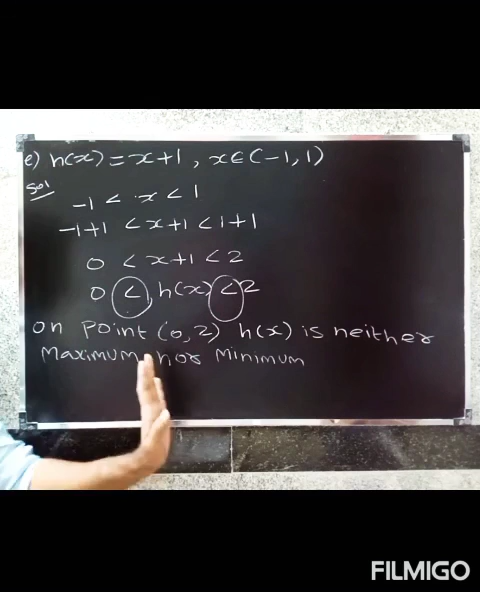 e) h(x) = x+1 , x∈(-1, 1)
Sol
-1 < x < 1
-1+1 < x+1 < 1+1
0 < x+1 < 2
0 < h(x) < 2
on Point (0, 2) h(x) is neither
Maximum nor Minimum
FILMIGO